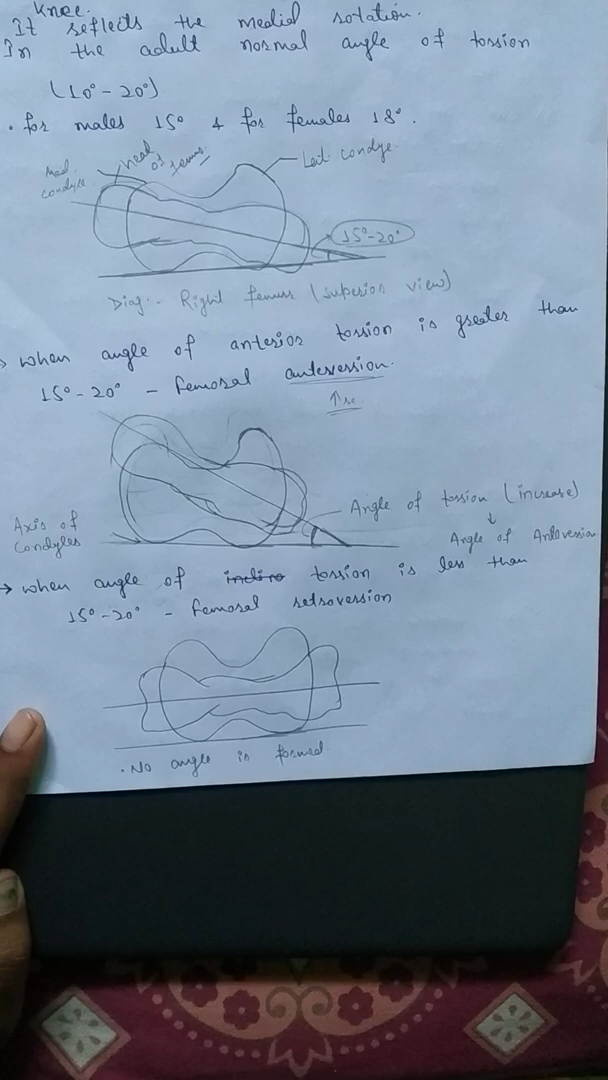 knee.
It reflects the medial rotation.
In the adult normal angle of torsion
(10° - 20°)
• for males 15° & for females 18°.
Med. condyle
head of femur
Lat. condye
15°-20°
Diag:- Right femur (superior view)
→ when angle of anterior torsion is greater than
15° - 20° - femoral anteversion.
↑se
Angle of torsion (increase)
↓
Angle of Anteversion
Axis of
Condyles
→ when angle of torsion is less than
15° - 20° - femoral retroversion
• No angle is formed